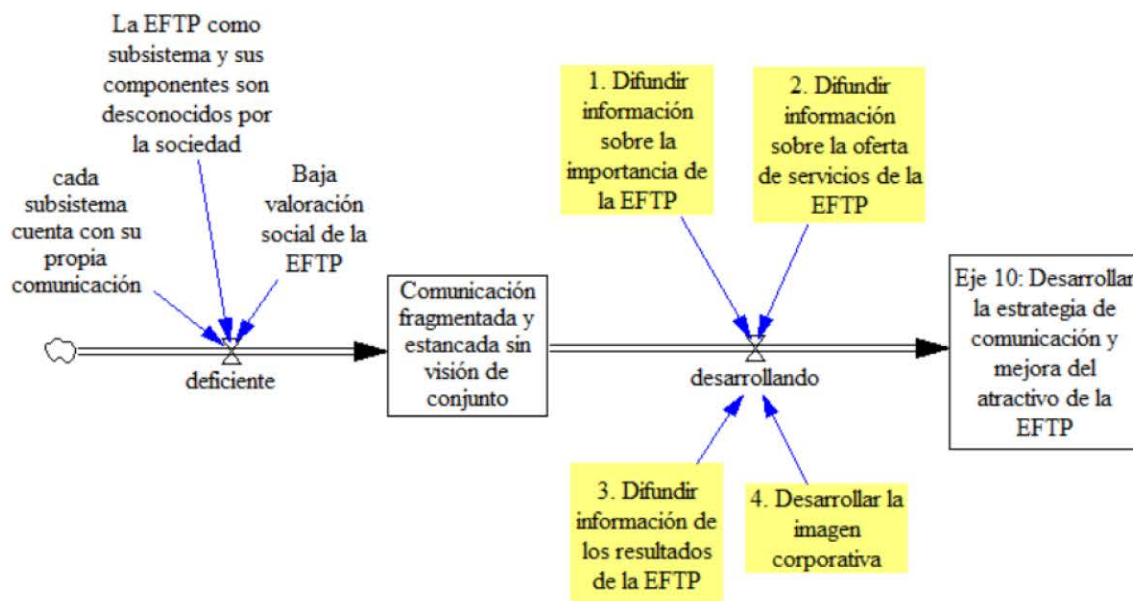 La EFTP como
subsistema y sus
componentes son
desconocidos por
la sociedad
cada
subsistema
cuenta con su
propia
comunicación
Baja
valoración
social de la
EFTP
deficiente
Comunicación
fragmentada y
estancada sin
visión de
conjunto
1. Difundir
información
sobre la
importancia de
la EFTP
2. Difundir
información
sobre la oferta
de servicios de la
EFTP
desarrollando
3. Difundir
información de
los resultados
de la EFTP
4. Desarrollar la
imagen
corporativa
Eje 10: Desarrollar
la estrategia de
comunicación y
mejora del
atractivo de la
EFTP